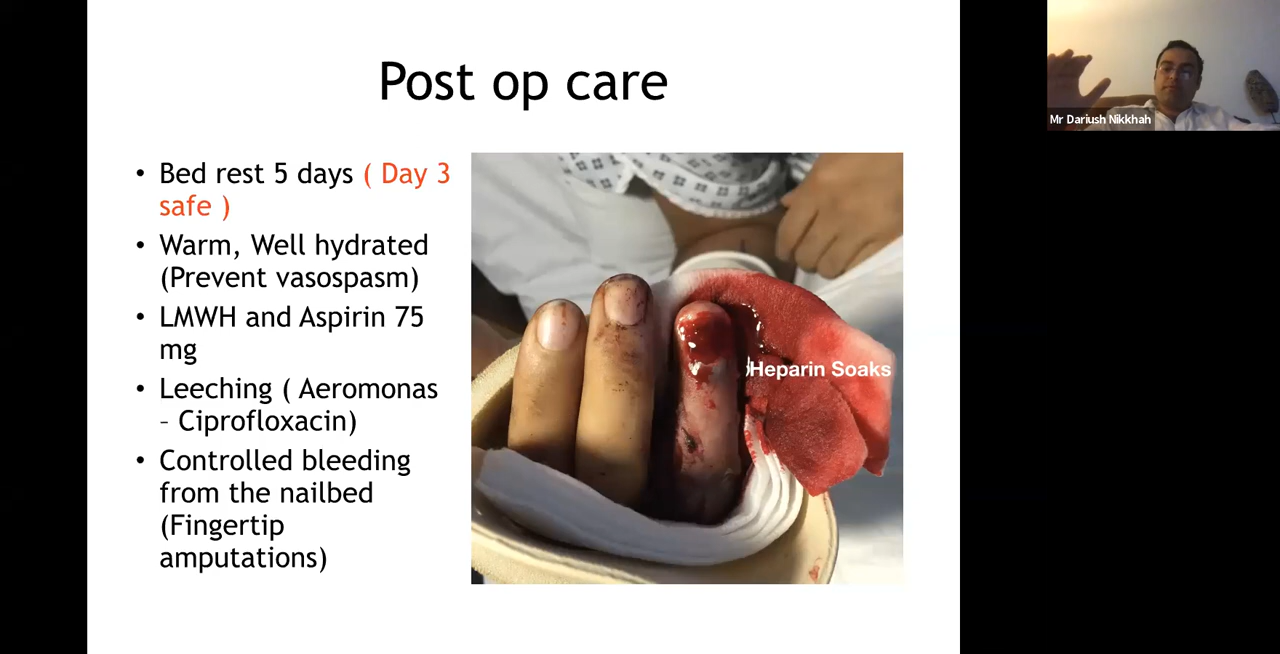 Post op care
• Bed rest 5 days ( Day 3
safe )
• Warm, Well hydrated
(Prevent vasospasm)
• LMWH and Aspirin 75
mg
• Leeching ( Aeromonas
– Ciprofloxacin)
• Controlled bleeding
from the nailbed
(Fingertip
amputations)
Heparin Soaks
Mr Dariush Nikkhah